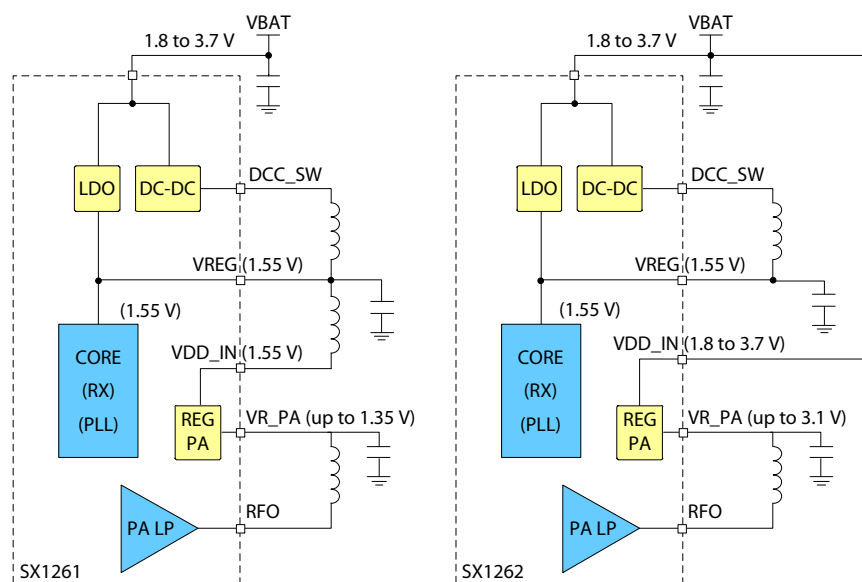 VBAT
1.8 to 3.7 V
LDO
DC-DC
DCC_SW
VREG (1.55 V)
(1.55 V)
CORE
(RX)
(PLL)
VDD_IN (1.55 V)
REG
PA
VR_PA (up to 1.35 V)
PA LP
RFO
SX1261
VBAT
1.8 to 3.7 V
LDO
DC-DC
DCC_SW
VREG (1.55 V)
(1.55 V)
CORE
(RX)
(PLL)
VDD_IN (1.8 to 3.7 V)
REG
PA
VR_PA (up to 3.1 V)
PA LP
RFO
SX1262